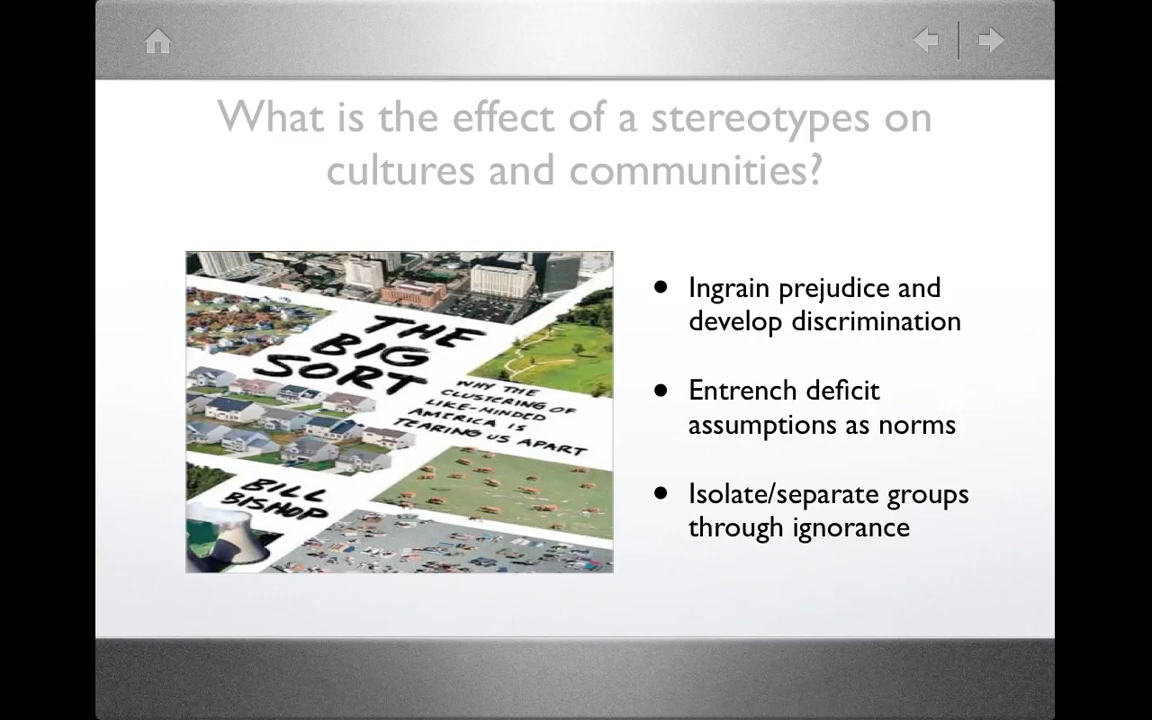 What is the effect of a stereotypes on
cultures and communities?
THE
BIG
SORT
WHY THE
CLUSTERING OF
LIKE-MINDED
AMERICA IS
TEARING US APART
BILL
BISHOP
• Ingrain prejudice and
develop discrimination
• Entrench deficit
assumptions as norms
• Isolate/separate groups
through ignorance